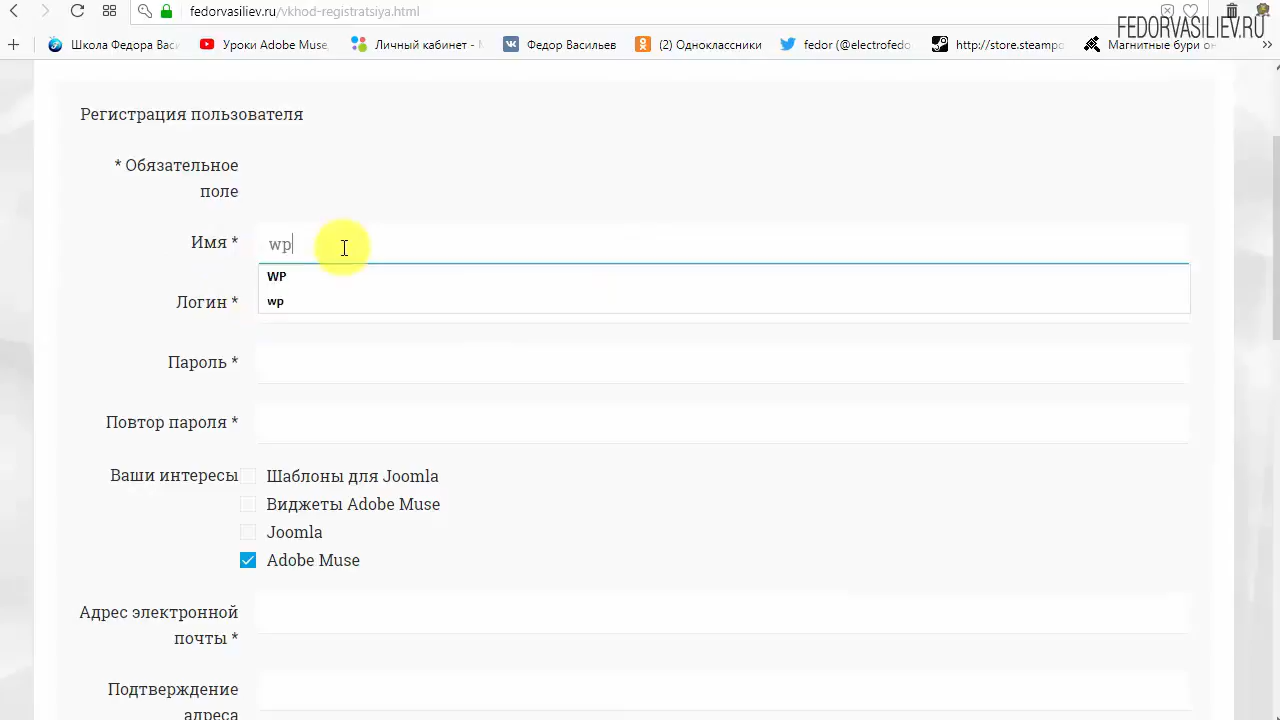 fedorvasiliev.ru/vkhod-registratsiya.html
FEDORVASILIEV.RU
Школа Федора Васи
Уроки Adobe Muse,
Личный кабинет -
Федор Васильев
(2) Одноклассники
fedor (@electrofedo
http://store.steampo
Магнитные бури он
Регистрация пользователя
* Обязательное
поле
Имя *
wp
WP
wp
Логин *
Пароль *
Повтор пароля *
Ваши интересы
Шаблоны для Joomla
Виджеты Adobe Muse
Joomla
Adobe Muse
Адрес электронной
почты *
Подтверждение
адреса